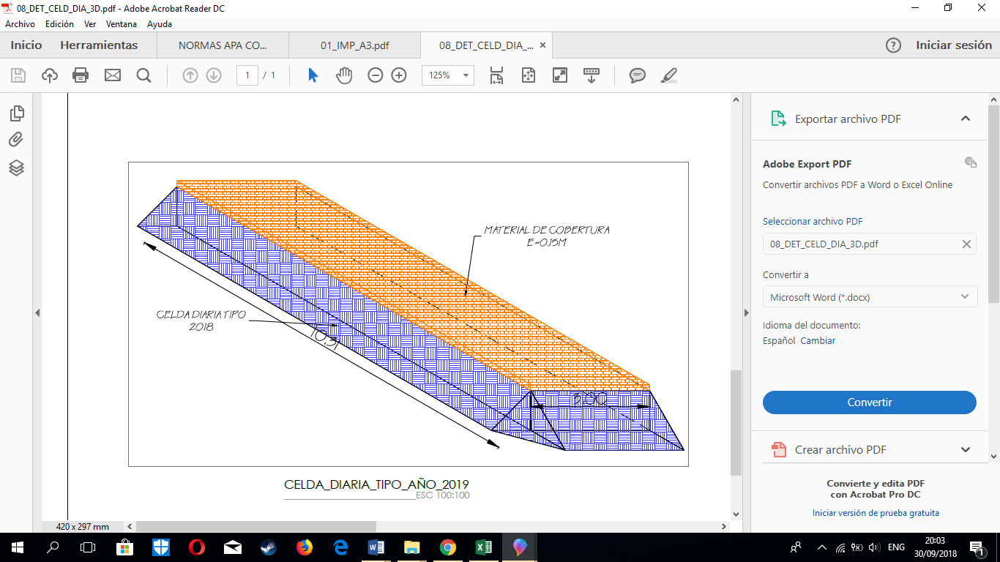 08_DET_CELD_DIA_3D.pdf - Adobe Acrobat Reader DC
Archivo Edición Ver Ventana Ayuda
Inicio Herramientas NORMAS APA CO... 01_IMP_A3.pdf 08_DET_CELD_DIA_... × Iniciar sesión
1 / 1 125%
Exportar archivo PDF
Adobe Export PDF
Convertir archivos PDF a Word o Excel Online
Seleccionar archivo PDF
08_DET_CELD_DIA_3D.pdf
Convertir a
Microsoft Word (*.docx)
Idioma del documento:
Español Cambiar
Convertir
Crear archivo PDF
Convierte y edita PDF
con Acrobat Pro DC
Iniciar versión de prueba gratuita
MATERIAL DE COBERTURA
E=0.15M
CELDA DIARIA TIPO
2018
CELDA_DIARIA_TIPO_AÑO_2019
ESC 100:100
420 x 297 mm
ENG
20:03
30/09/2018
1